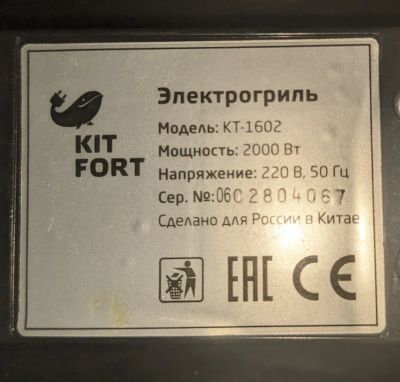 KIT
FORT
Электрогриль
Модель: КТ-1602
Мощность: 2000 Вт
Напряжение: 220 В, 50 Гц
Сер. №:0602804067
Сделано для России в Китае
EAC CE